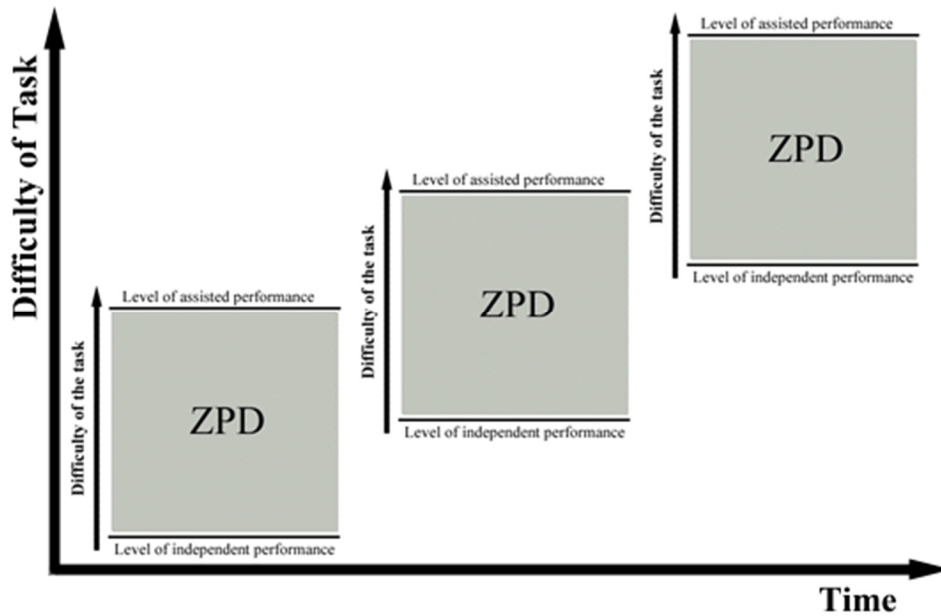 Difficulty of Task
Level of assisted performance
Difficulty of the task
ZPD
Level of independent performance
Level of assisted performance
Difficulty of the task
ZPD
Level of independent performance
Level of assisted performance
Difficulty of the task
ZPD
Level of independent performance
Time